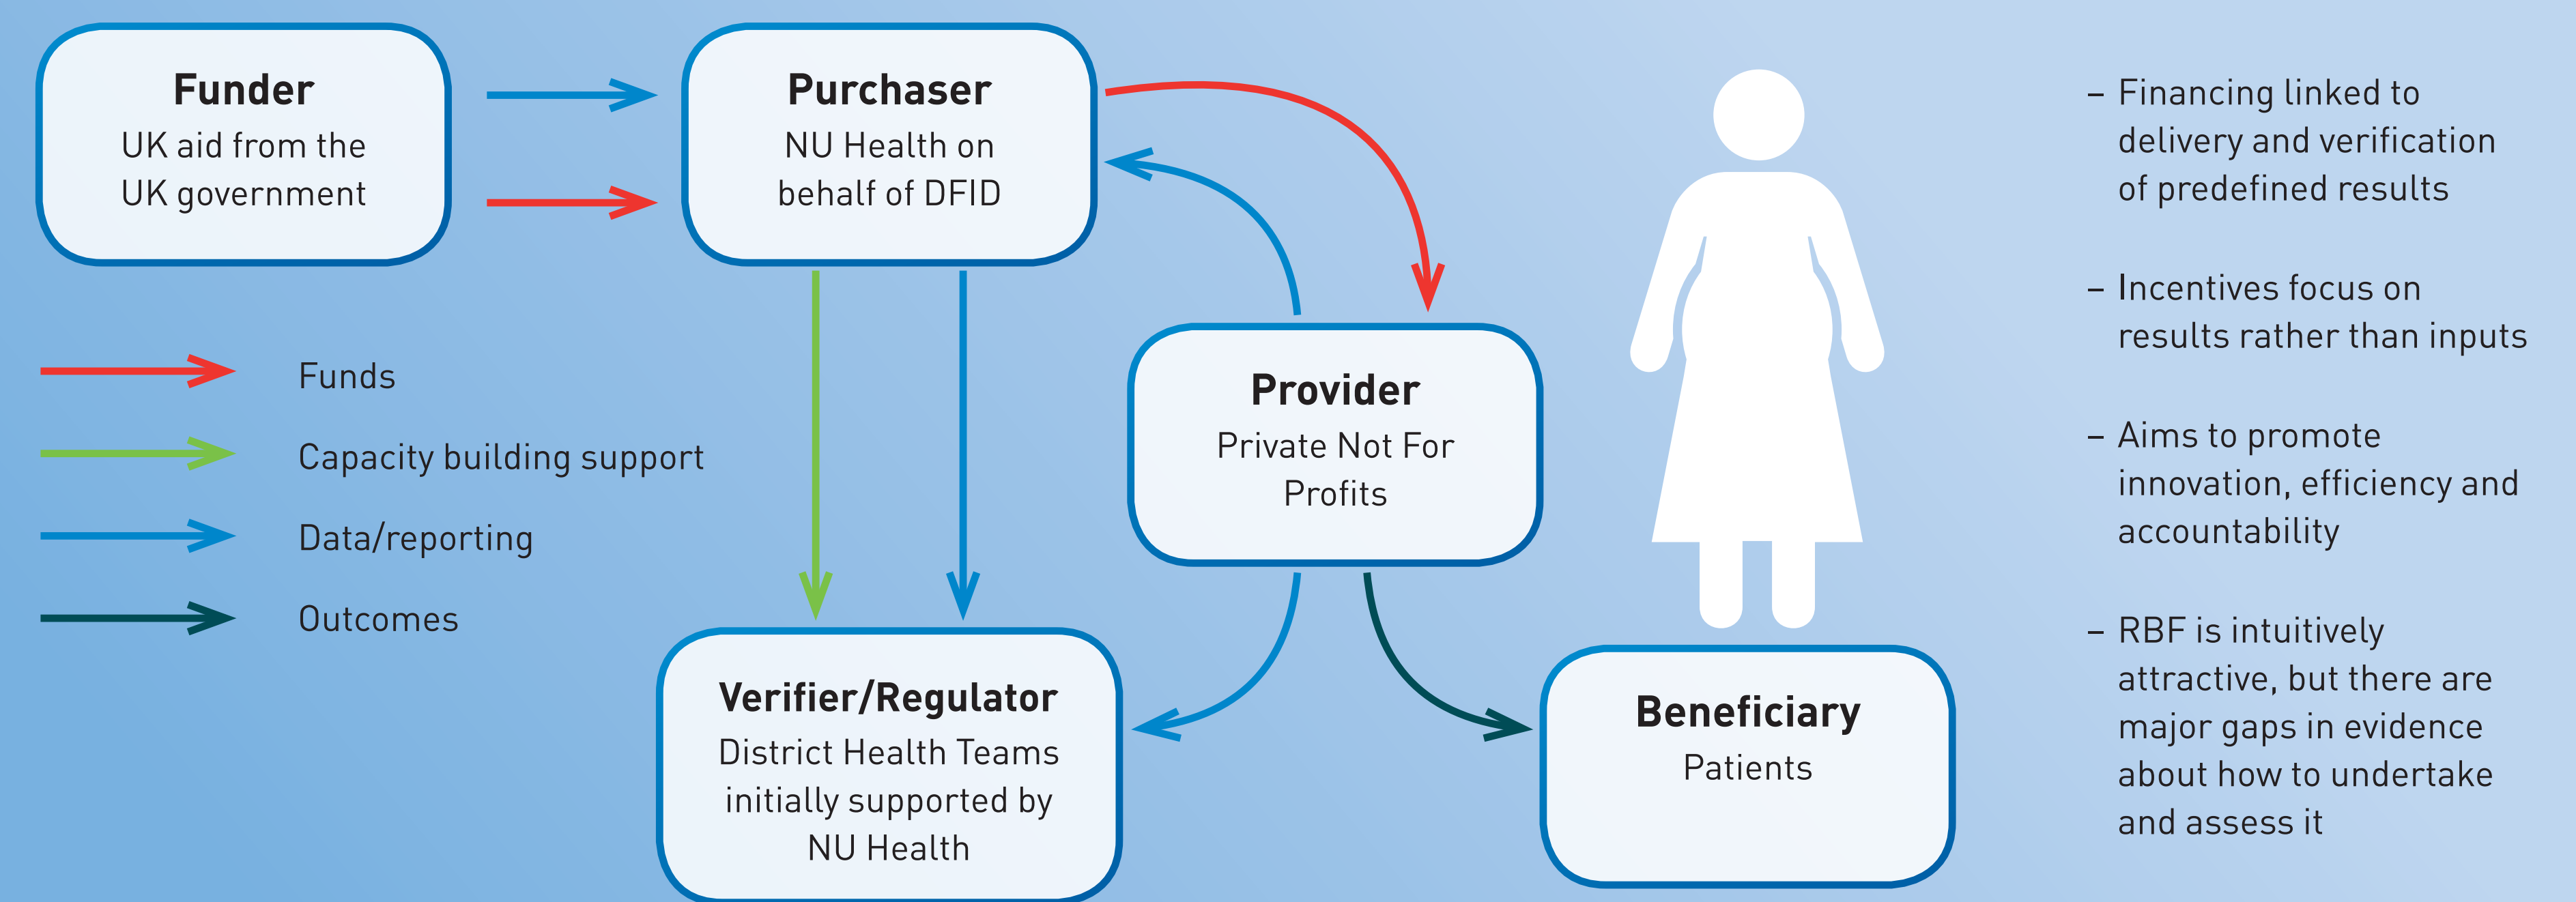 Funder
UK aid from the
UK government
Purchaser
NU Health on
behalf of DFID
Funds
Capacity building support
Data/reporting
Outcomes
Provider
Private Not For
Profits
Verifier/Regulator
District Health Teams
initially supported by
NU Health
Beneficiary
Patients
– Financing linked to
delivery and verification
of predefined results
– Incentives focus on
results rather than inputs
– Aims to promote
innovation, efficiency and
accountability
– RBF is intuitively
attractive, but there are
major gaps in evidence
about how to undertake
and assess it